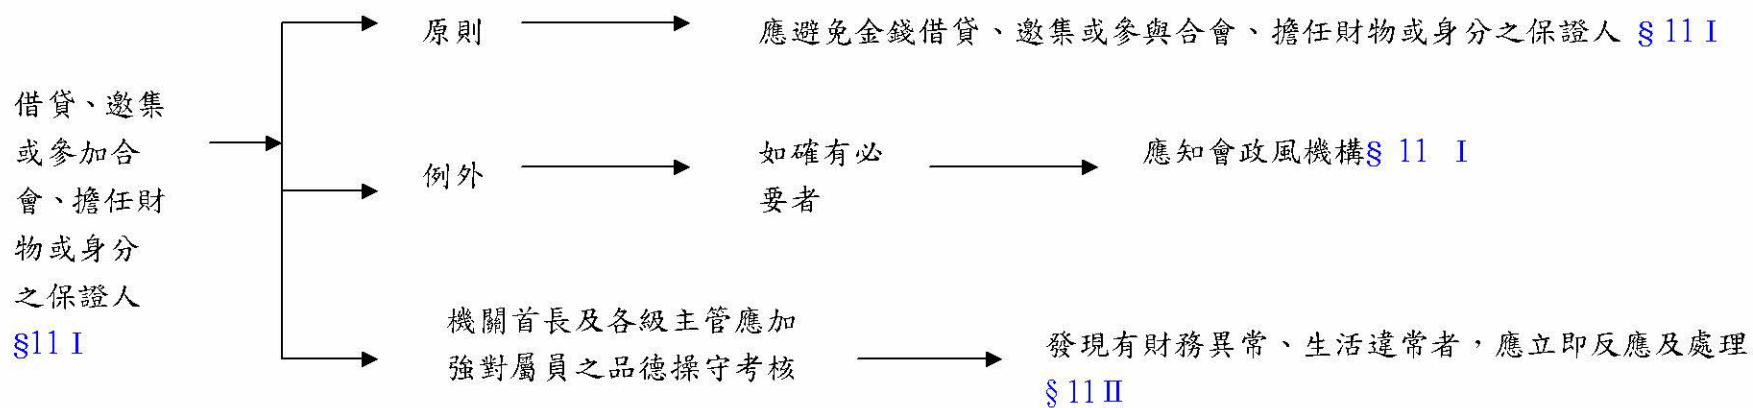 借貸、邀集
或參加合
會、擔任財
物或身分
之保證人
§11 I
原則
應避免金錢借貸、邀集或參與合會、擔任財物或身分之保證人 § 11 I
例外
如確有必
要者
應知會政風機構§ 11 I
機關首長及各級主管應加
強對屬員之品德操守考核
發現有財務異常、生活違常者,應立即反應及處理
§ 11 II